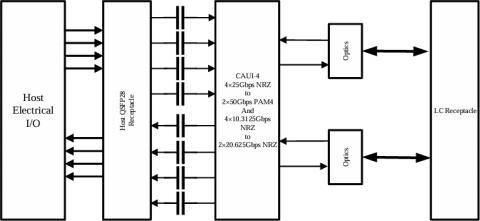 Host
Electrical
I/O
Host QSFP28
Receptacle
CAUI-4
4×25Gbps NRZ
to
2×50Gbps PAM4
And
4×10.3125Gbps
NRZ
to
2×20.625Gbps NRZ
Optics
Optics
LC Receptacle